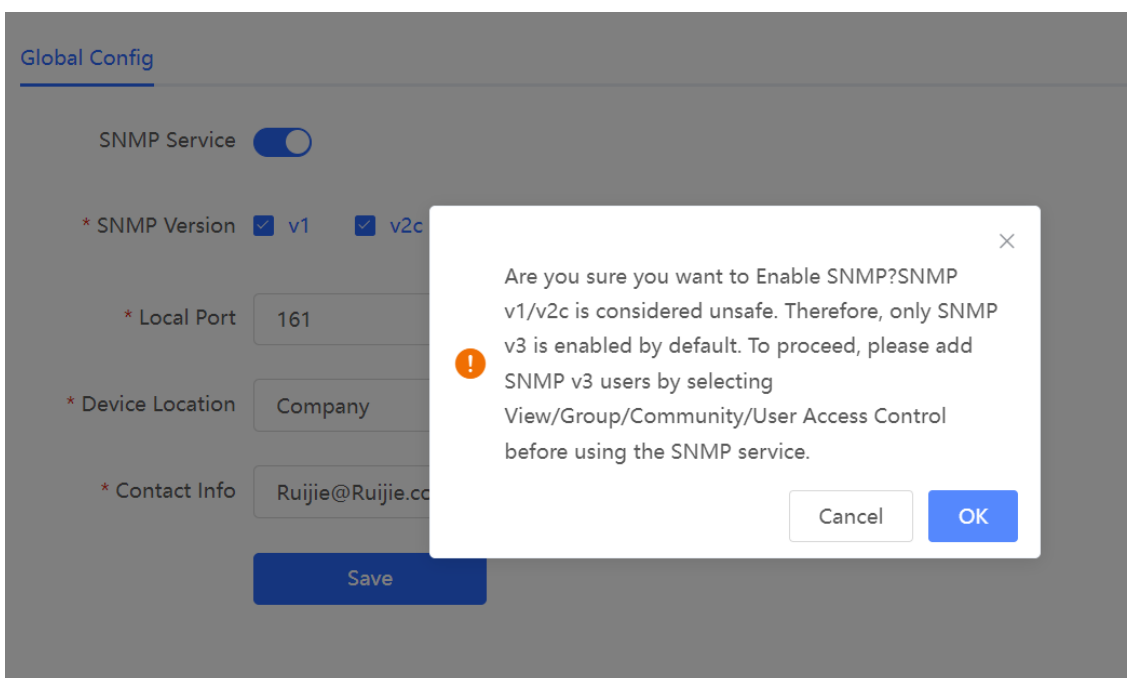 Global Config
SNMP Service
* SNMP Version v1 v2c
* Local Port 161
* Device Location Company
* Contact Info Ruijie@Ruijie.cc
Save
Are you sure you want to Enable SNMP?SNMP
v1/v2c is considered unsafe. Therefore, only SNMP
v3 is enabled by default. To proceed, please add
SNMP v3 users by selecting
View/Group/Community/User Access Control
before using the SNMP service.
Cancel OK